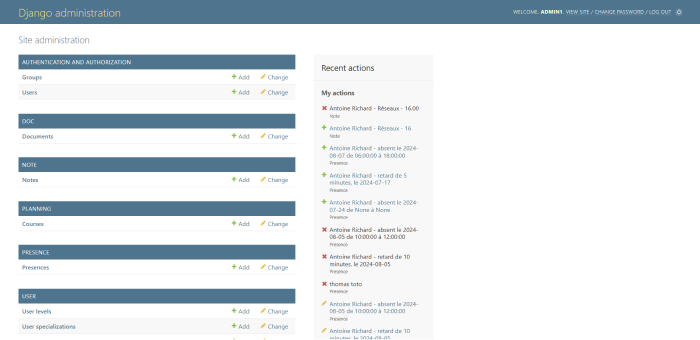 Django administration
WELCOME, ADMIN1. VIEW SITE / CHANGE PASSWORD / LOG OUT
Site administration
AUTHENTICATION AND AUTHORIZATION
Groups Add Change
Users Add Change
DOC
Documents Add Change
NOTE
Notes Add Change
PLANNING
Courses Add Change
PRESENCE
Presences Add Change
USER
User levels Add Change
User specializations Add Change
Recent actions
My actions
Antoine Richard - Réseaux - 16.00
Note
Antoine Richard - Réseaux - 16
Note
Antoine Richard - absent le 2024-
08-07 de 06:00:00 à 18:00:00
Presence
Antoine Richard - retard de 5
minutes, le 2024-07-17
Presence
Antoine Richard - absent le 2024-
07-24 de None à None
Presence
Antoine Richard - absent le 2024-
08-05 de 10:00:00 à 12:00:00
Presence
Antoine Richard - retard de 10
minutes, le 2024-08-05
Presence
thomas toto
Presence
Antoine Richard - absent le 2024-
08-05 de 10:00:00 à 12:00:00
Presence
Antoine Richard - retard de 10
minutes, le 2024-08-05